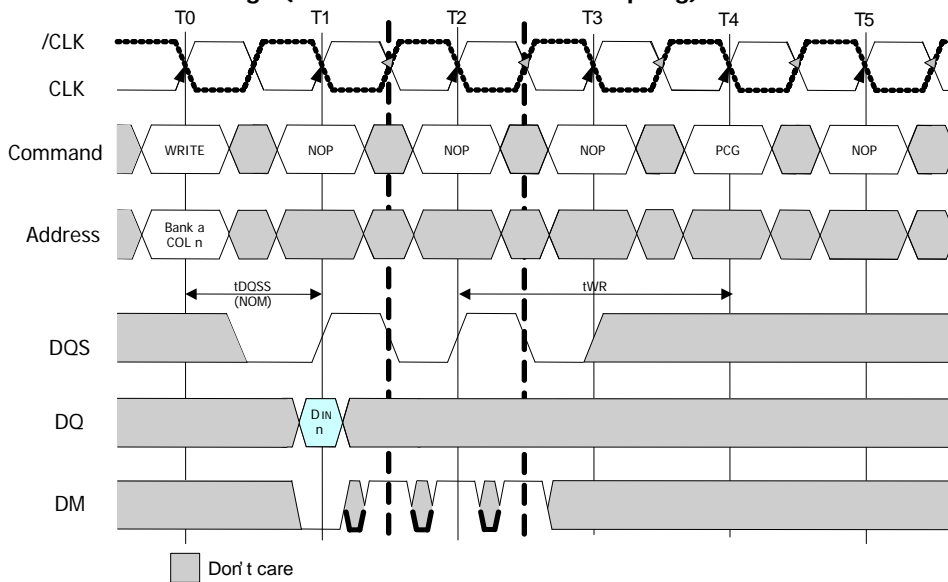 T0 T1 T2 T3 T4 T5
/CLK
CLK
Command WRITE NOP NOP NOP PCG NOP
Address Bank a
COL n
tDQSS
(NOM)
tWR
DQS
DQ
DIN
n
DM
Don't care